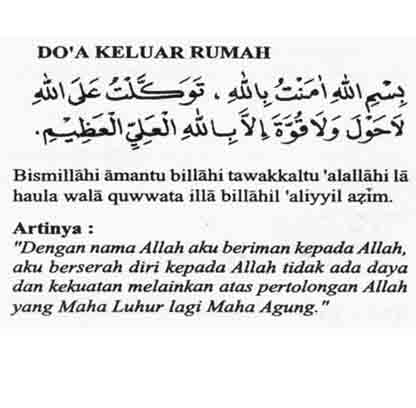 DO'A KELUAR RUMAH
بِسْمِ اللهِ اٰمَنْتُ بِاللهِ ، تَوَكَّلْتُ عَلَى اللهِ
لَاحَوْلَ وَلَا قُوَّةَ اِلاَّ بِاللهِ الْعَلِيِّ الْعَظِيْمِ.
Bismillāhi āmantu billāhi tawakkaltu 'alallāhi lā
haula walā quwwata illā billāhil 'aliyyil aẓim.
Artinya :
"Dengan nama Allah aku beriman kepada Allah,
aku berserah diri kepada Allah tidak ada daya
dan kekuatan melainkan atas pertolongan Allah
yang Maha Luhur lagi Maha Agung."